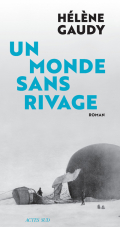 HÉLÈNE
GAUDY
UN
MONDE
SANS
RIVAGE
ROMAN
ACTES SUD